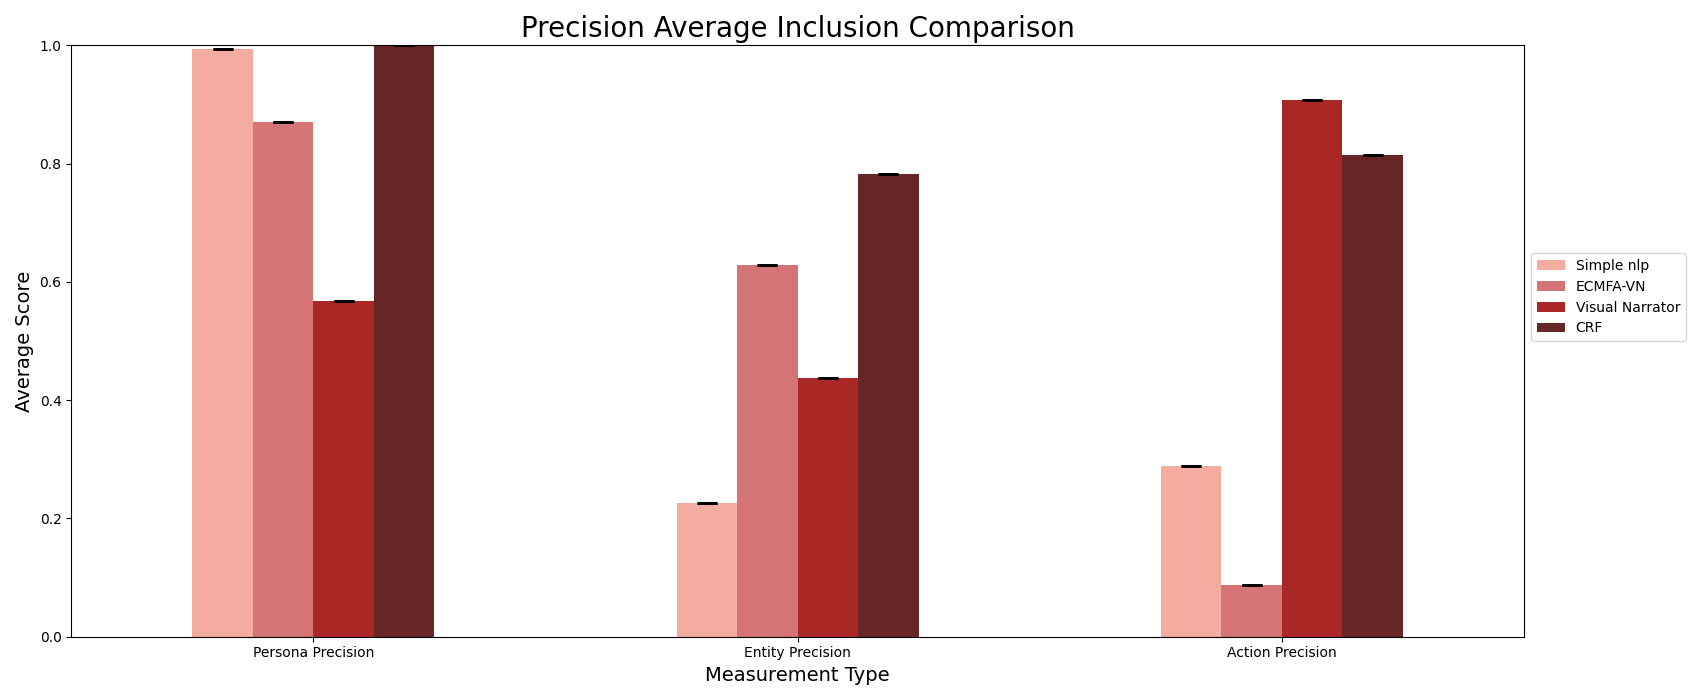 Precision Average Inclusion Comparison
1.0
0.8
0.6
0.4
0.2
0.0
Average Score
Persona Precision
Entity Precision
Action Precision
Measurement Type
Simple nlp
ECMFA-VN
Visual Narrator
CRF